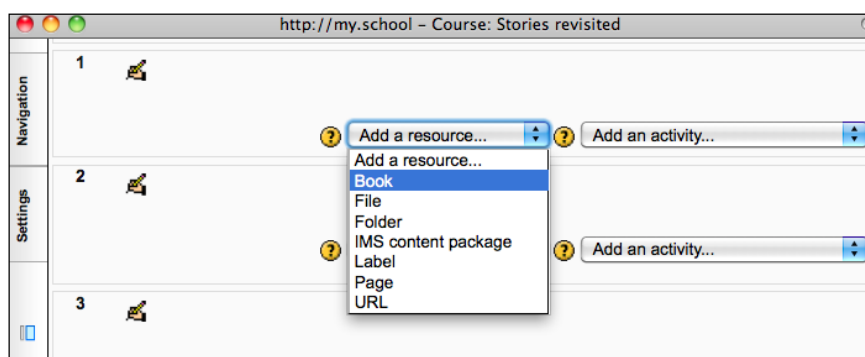 http://my.school – Course: Stories revisited
Navigation
Settings
1
Add a resource...
Add an activity...
Add a resource...
Book
File
Folder
IMS content package
Label
Page
URL
2
Add an activity...
3